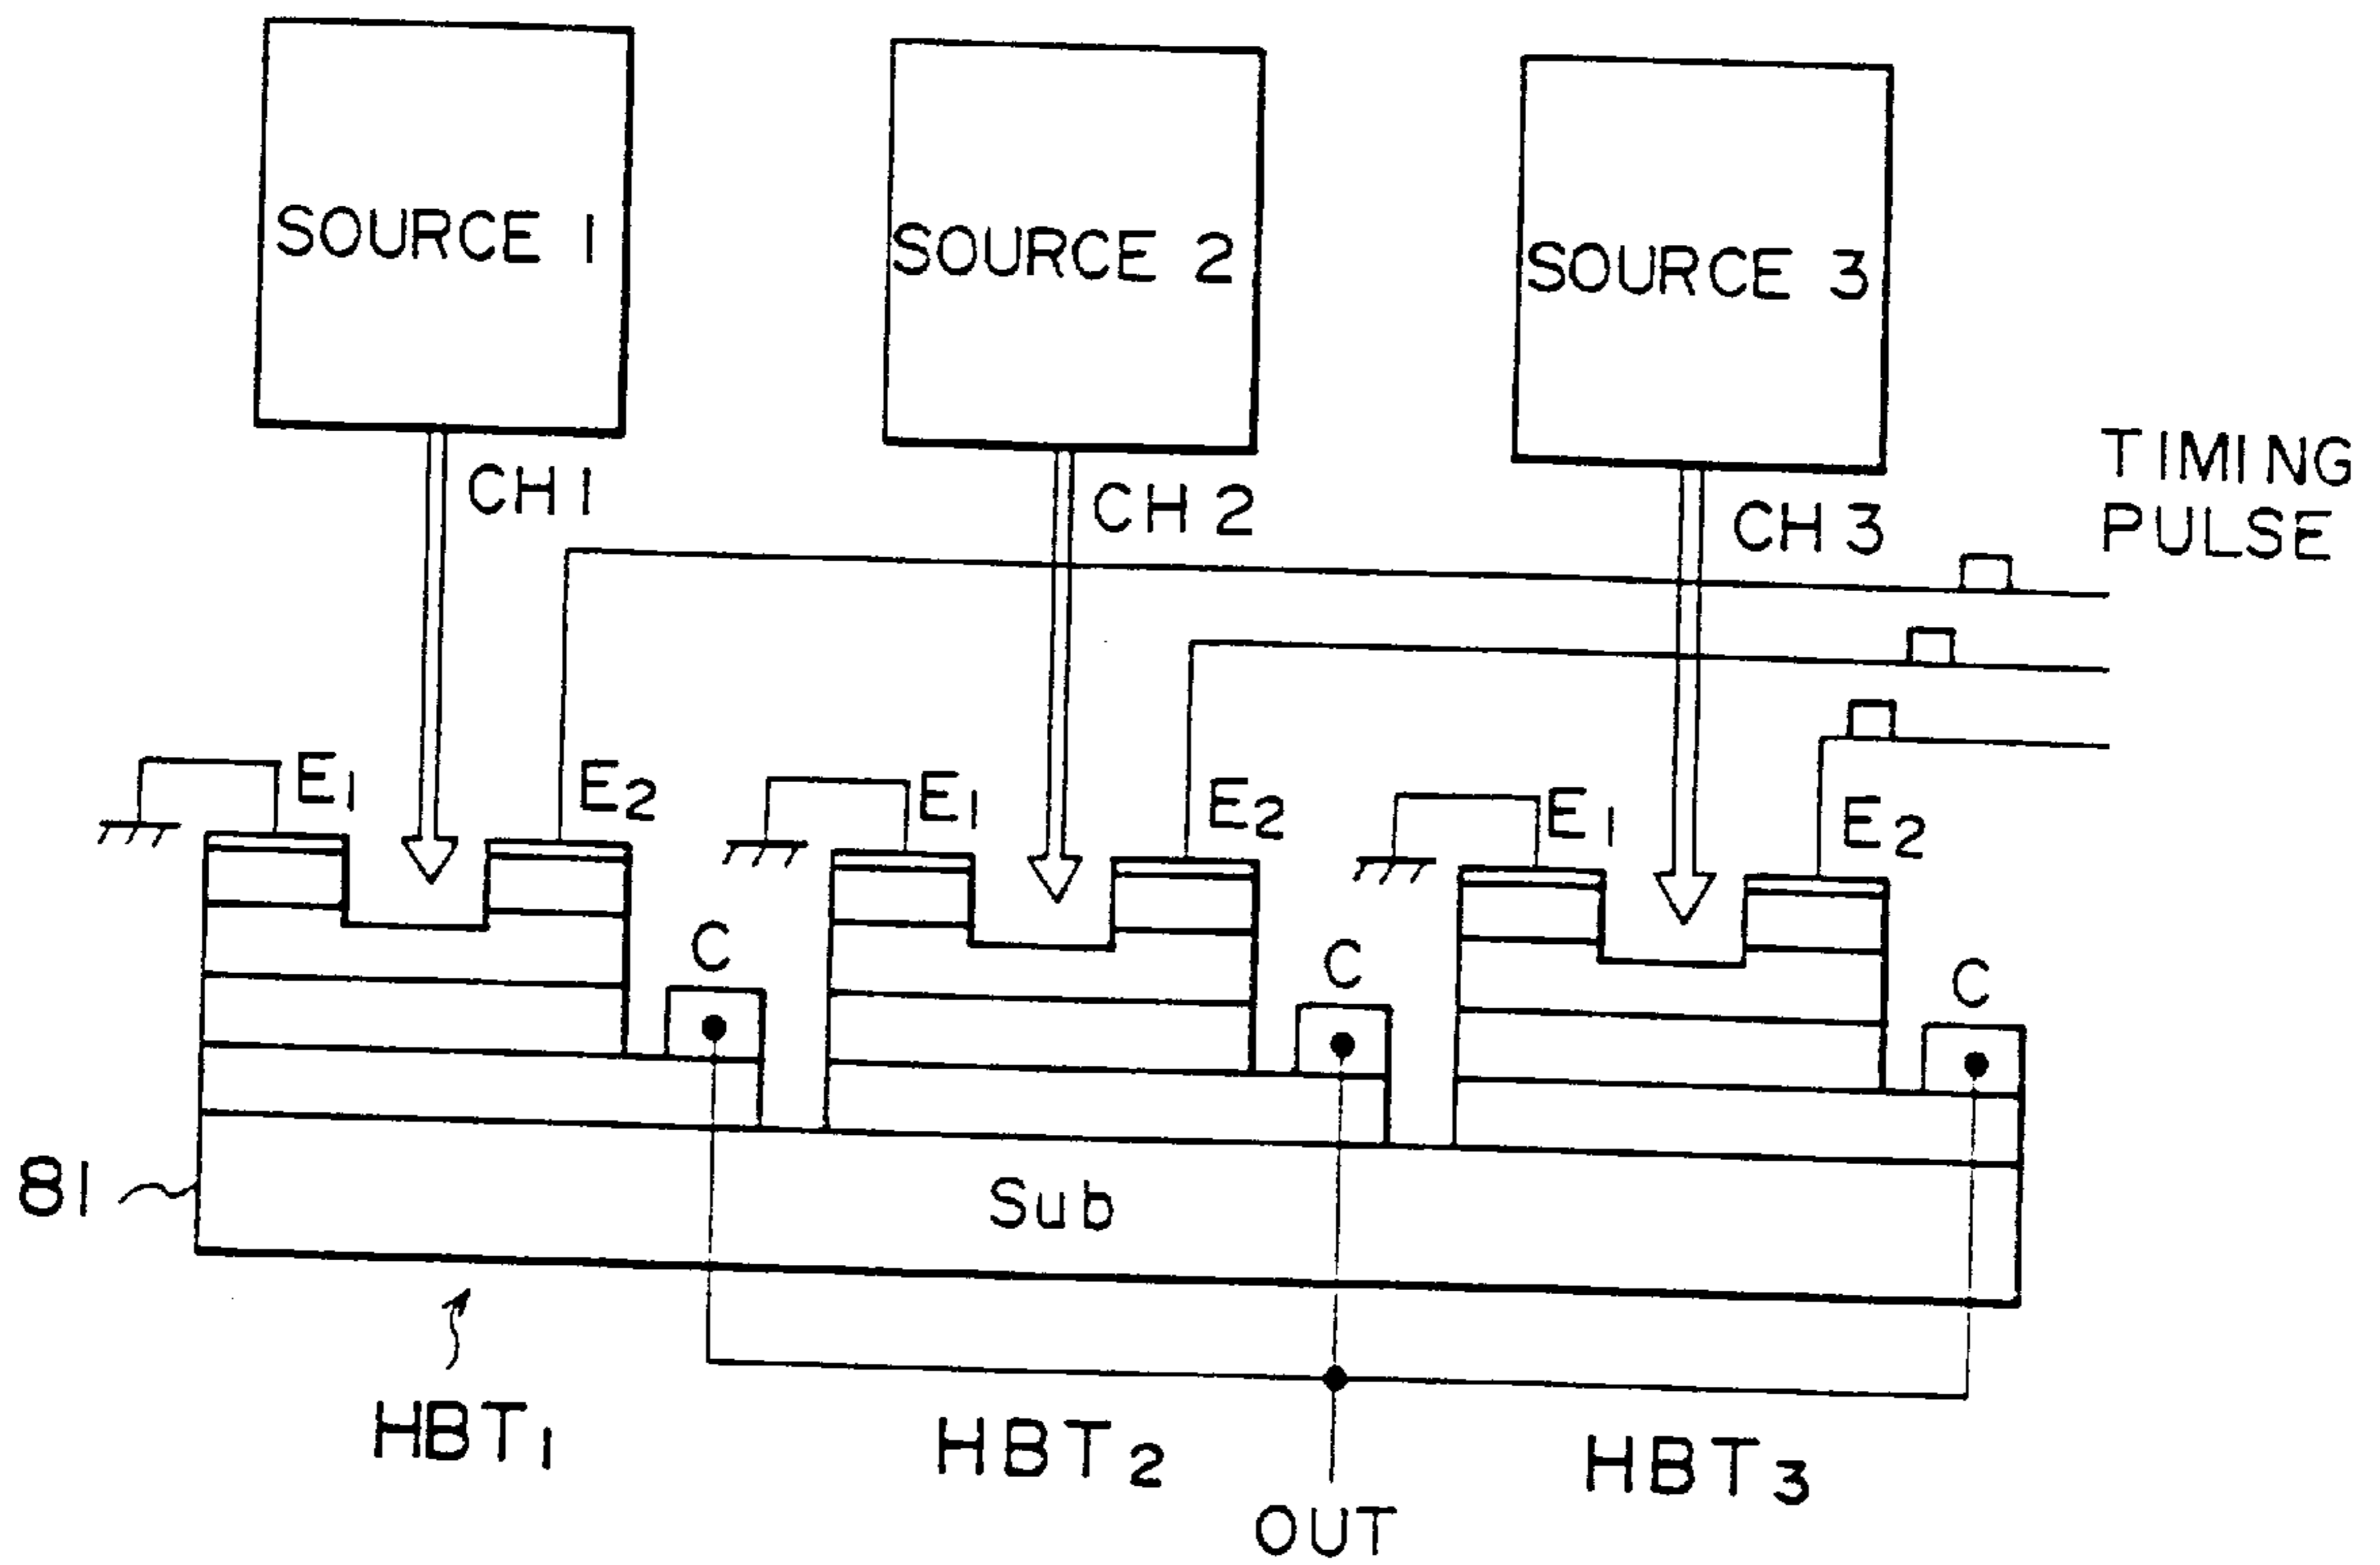 SOURCE 1
SOURCE 2
SOURCE 3
CH1
CH2
CH3
TIMING
PULSE
E1
E2
E1
E2
E1
E2
C
C
C
81
Sub
HBT1
HBT2
HBT3
OUT